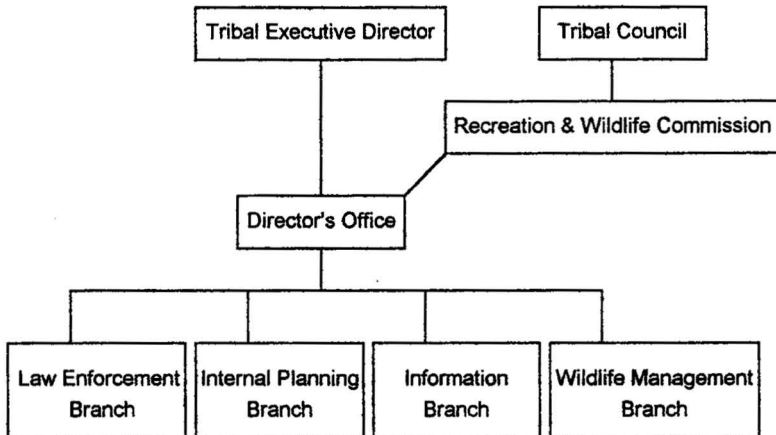 Tribal Executive Director
Tribal Council
Recreation & Wildlife Commission
Director's Office
Law Enforcement
Branch
Internal Planning
Branch
Information
Branch
Wildlife Management
Branch